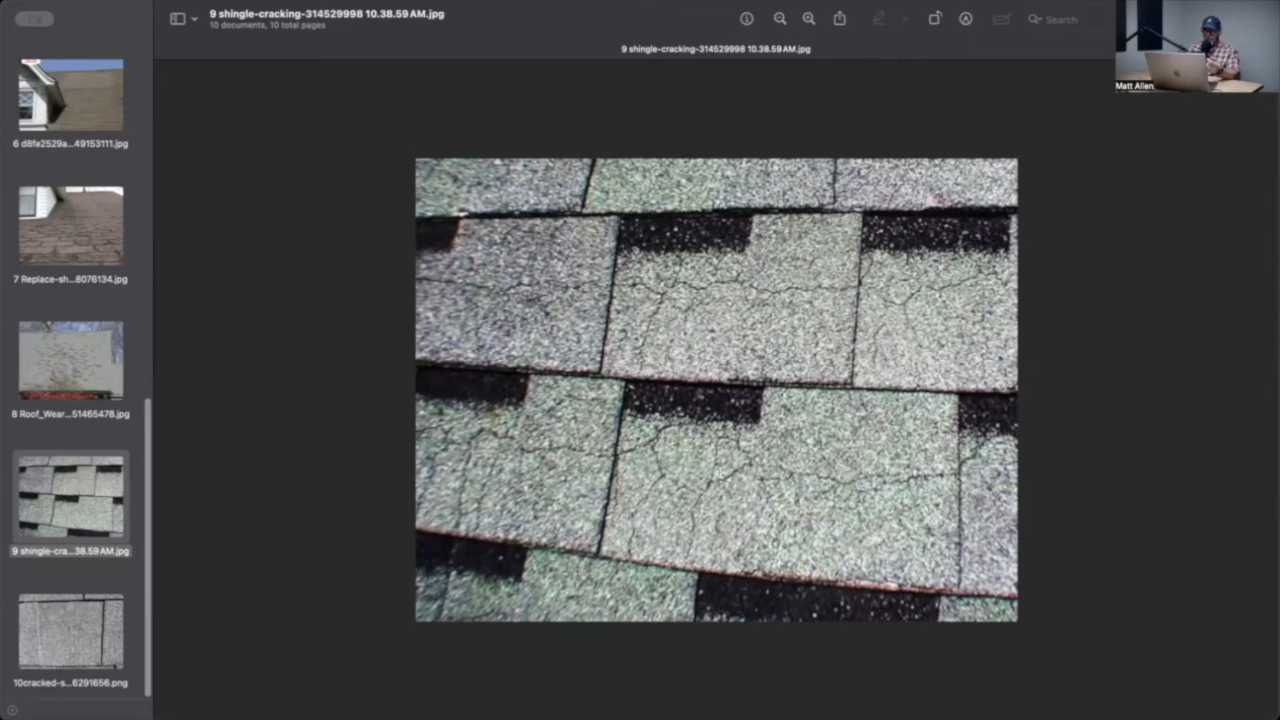 9 shingle-cracking-314529998 10.38.59 AM.jpg
10 documents, 10 total pages
Search
9 shingle-cracking-314529998 10.38.59 AM.jpg
Matt Allen
6 d8fe2529a...49153111.jpg
7 Replace-sh...8076134.jpg
8 Roof_Wear...51465478.jpg
9 shingle-cra...38.59 AM.jpg
10cracked-s...6291656.png